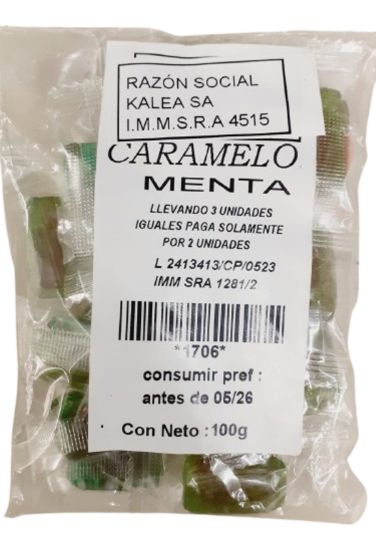 RAZÓN SOCIAL
KALEA SA
I.M.M.S.R.A 4515
CARAMELO
MENTA
LLEVANDO 3 UNIDADES
IGUALES PAGA SOLAMENTE
POR 2 UNIDADES
L 2413413/CP/0523
IMM SRA 1281/2
*1706*
consumir pref :
antes de 05/26
Con Neto : 100g